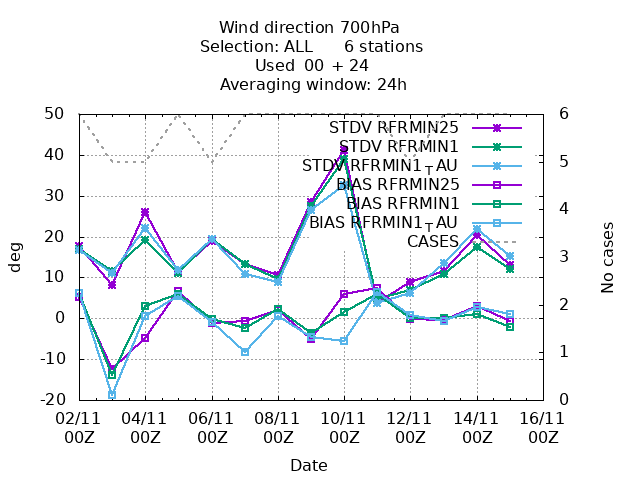 Wind direction 700hPa
Selection: ALL 6 stations
Used 00 + 24
Averaging window: 24h
50
40
30
20
10
0
-10
-20
deg
6
5
4
3
2
1
0
No cases
STDV RFRMIN25
STDV RFRMIN1
STDV RFRMIN1TAU
BIAS RFRMIN25
BIAS RFRMIN1
BIAS RFRMIN1TAU
CASES
02/11 04/11 06/11 08/11 10/11 12/11 14/11 16/11
00Z 00Z 00Z 00Z 00Z 00Z 00Z 00Z
Date